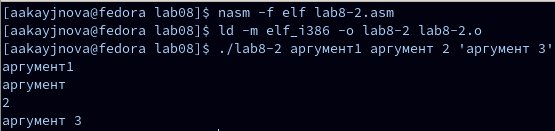 [aakayjnova@fedora lab08]$ nasm -f elf lab8-2.asm
[aakayjnova@fedora lab08]$ ld -m elf_i386 -o lab8-2 lab8-2.o
[aakayjnova@fedora lab08]$ ./lab8-2 аргумент1 аргумент 2 'аргумент 3'
аргумент1
аргумент
2
аргумент 3